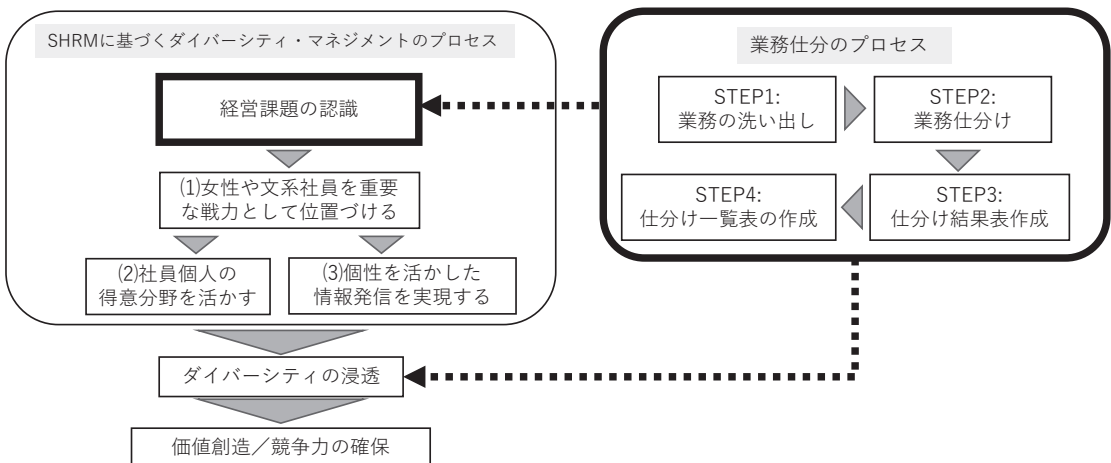 SHRMに基づくダイバーシティ・マネジメントのプロセス
経営課題の認識
(1)女性や文系社員を重要
な戦力として位置づける
(2)社員個人の
得意分野を活かす
(3)個性を活かした
情報発信を実現する
ダイバーシティの浸透
価値創造／競争力の確保
業務仕分のプロセス
STEP1:
業務の洗い出し
STEP2:
業務仕分け
STEP3:
仕分け結果表作成
STEP4:
仕分け一覧表の作成